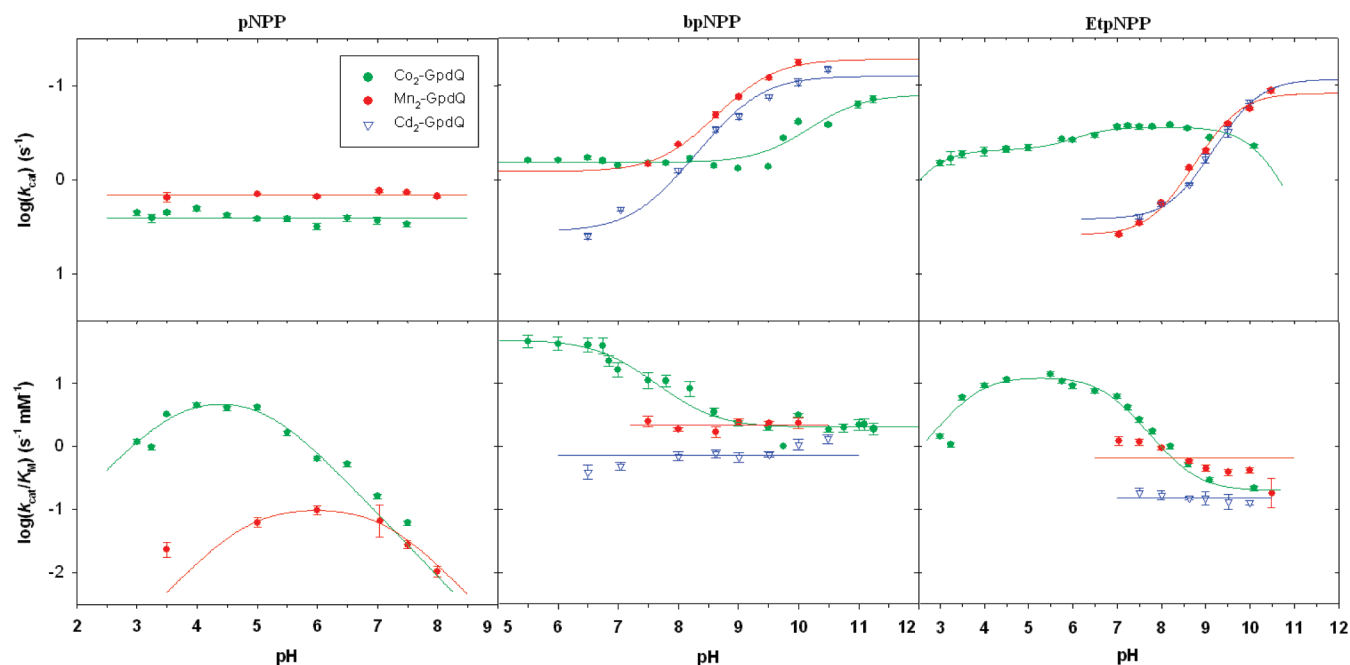 pNPP
bpNPP
EtpNPP
log(kcat) (s-1)
-1
0
1
Co2-GpdQ
Mn2-GpdQ
Cd2-GpdQ
log(kcat/KM) (s-1 mM-1)
1
0
-1
-2
2 3 4 5 6 7 8 9
5 6 7 8 9 10 11 12
3 4 5 6 7 8 9 10 11 12
pH
pH
pH